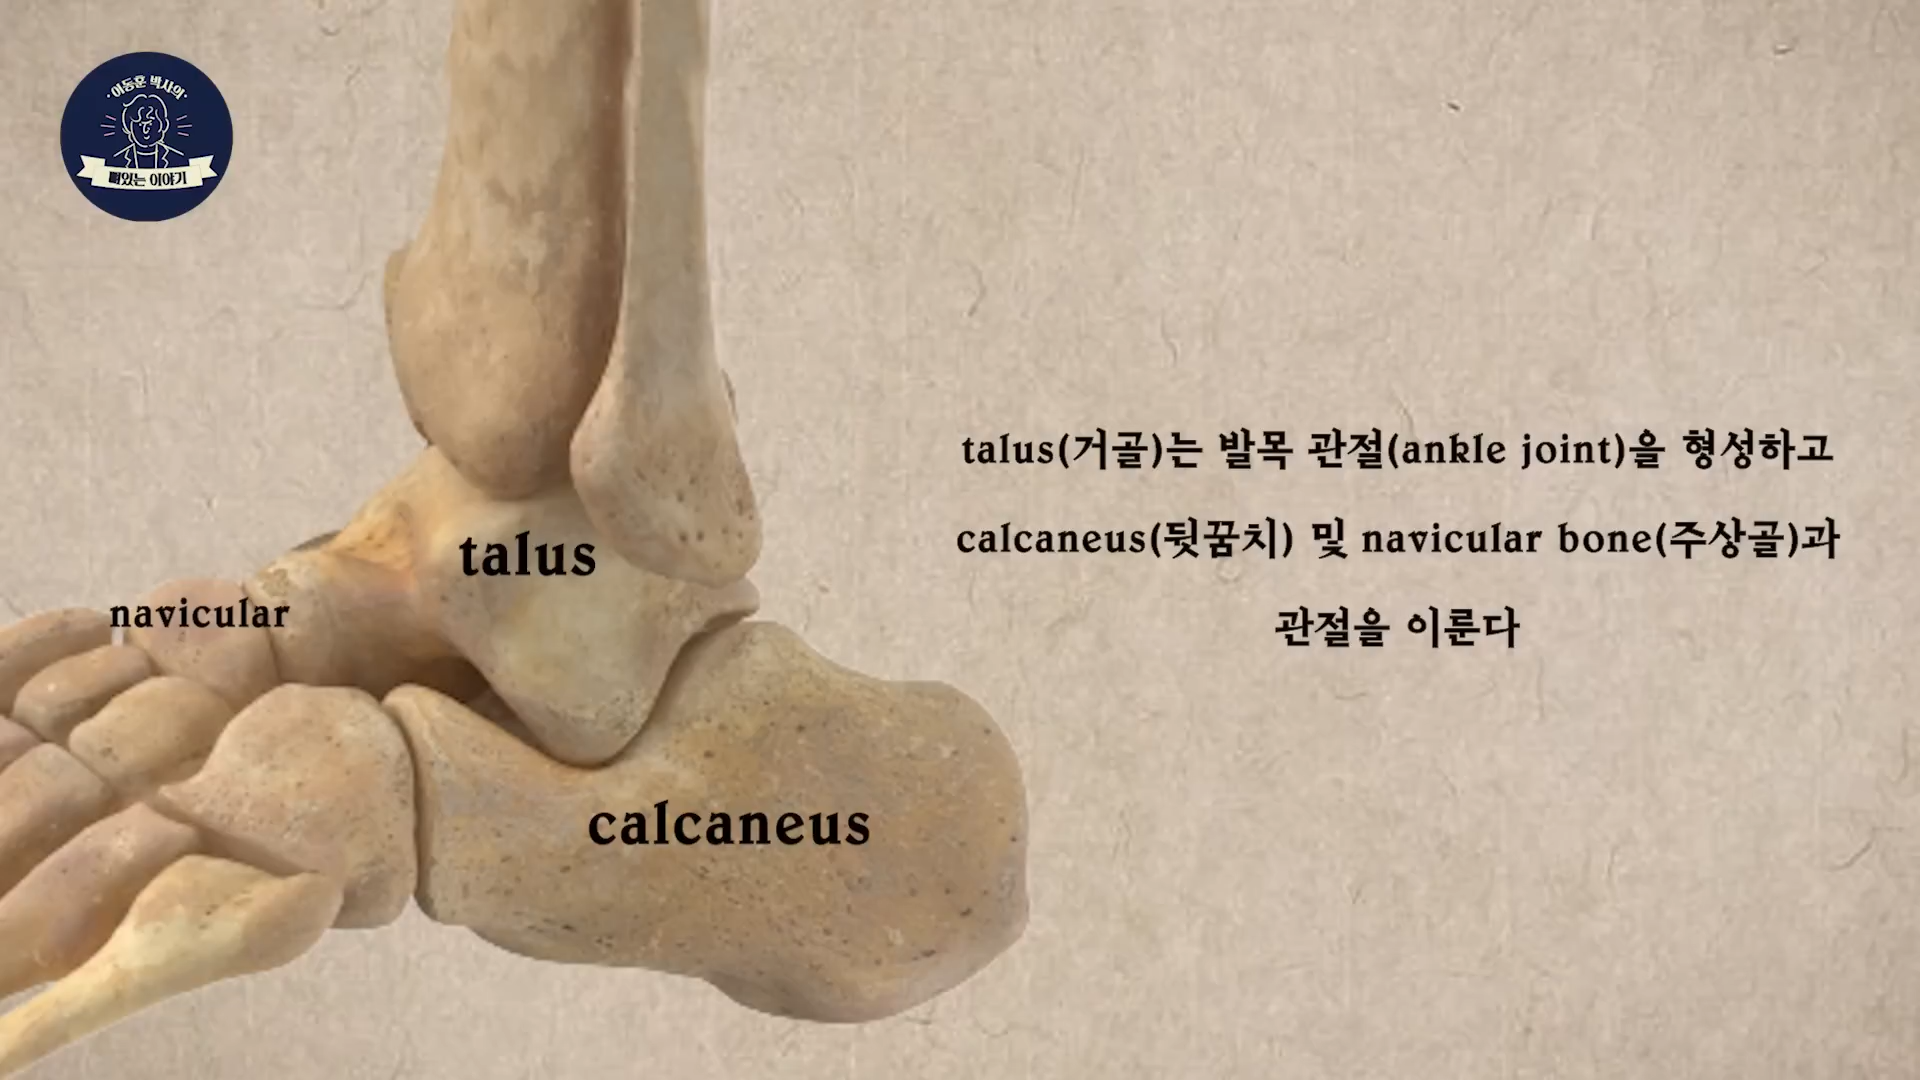 이동훈 박사의
뼈있는 이야기
talus(거골)는 발목 관절(ankle joint)을 형성하고
calcaneus(뒷꿈치) 및 navicular bone(주상골)과
관절을 이룬다
talus
navicular
calcaneus